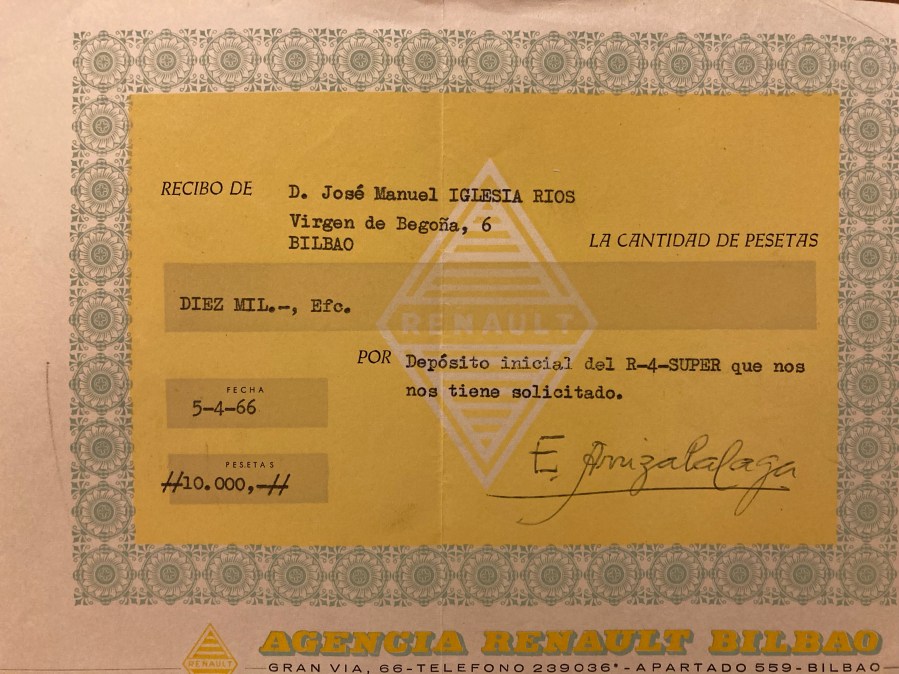 RECIBO DE D. José Manuel IGLESIA RIOS
Virgen de Begoña, 6
BILBAO
LA CANTIDAD DE PESETAS
DIEZ MIL.-, Efc.
RENAULT
POR Depósito inicial del R-4-SUPER que nos
nos tiene solicitado.
FECHA
5-4-66
PESETAS
#10.000,-#
E. Arrizabalaga
RENAULT
AGENCIA RENAULT BILBAO
GRAN VIA, 66-TELEFONO 239036*-APARTADO 559-BILBAO